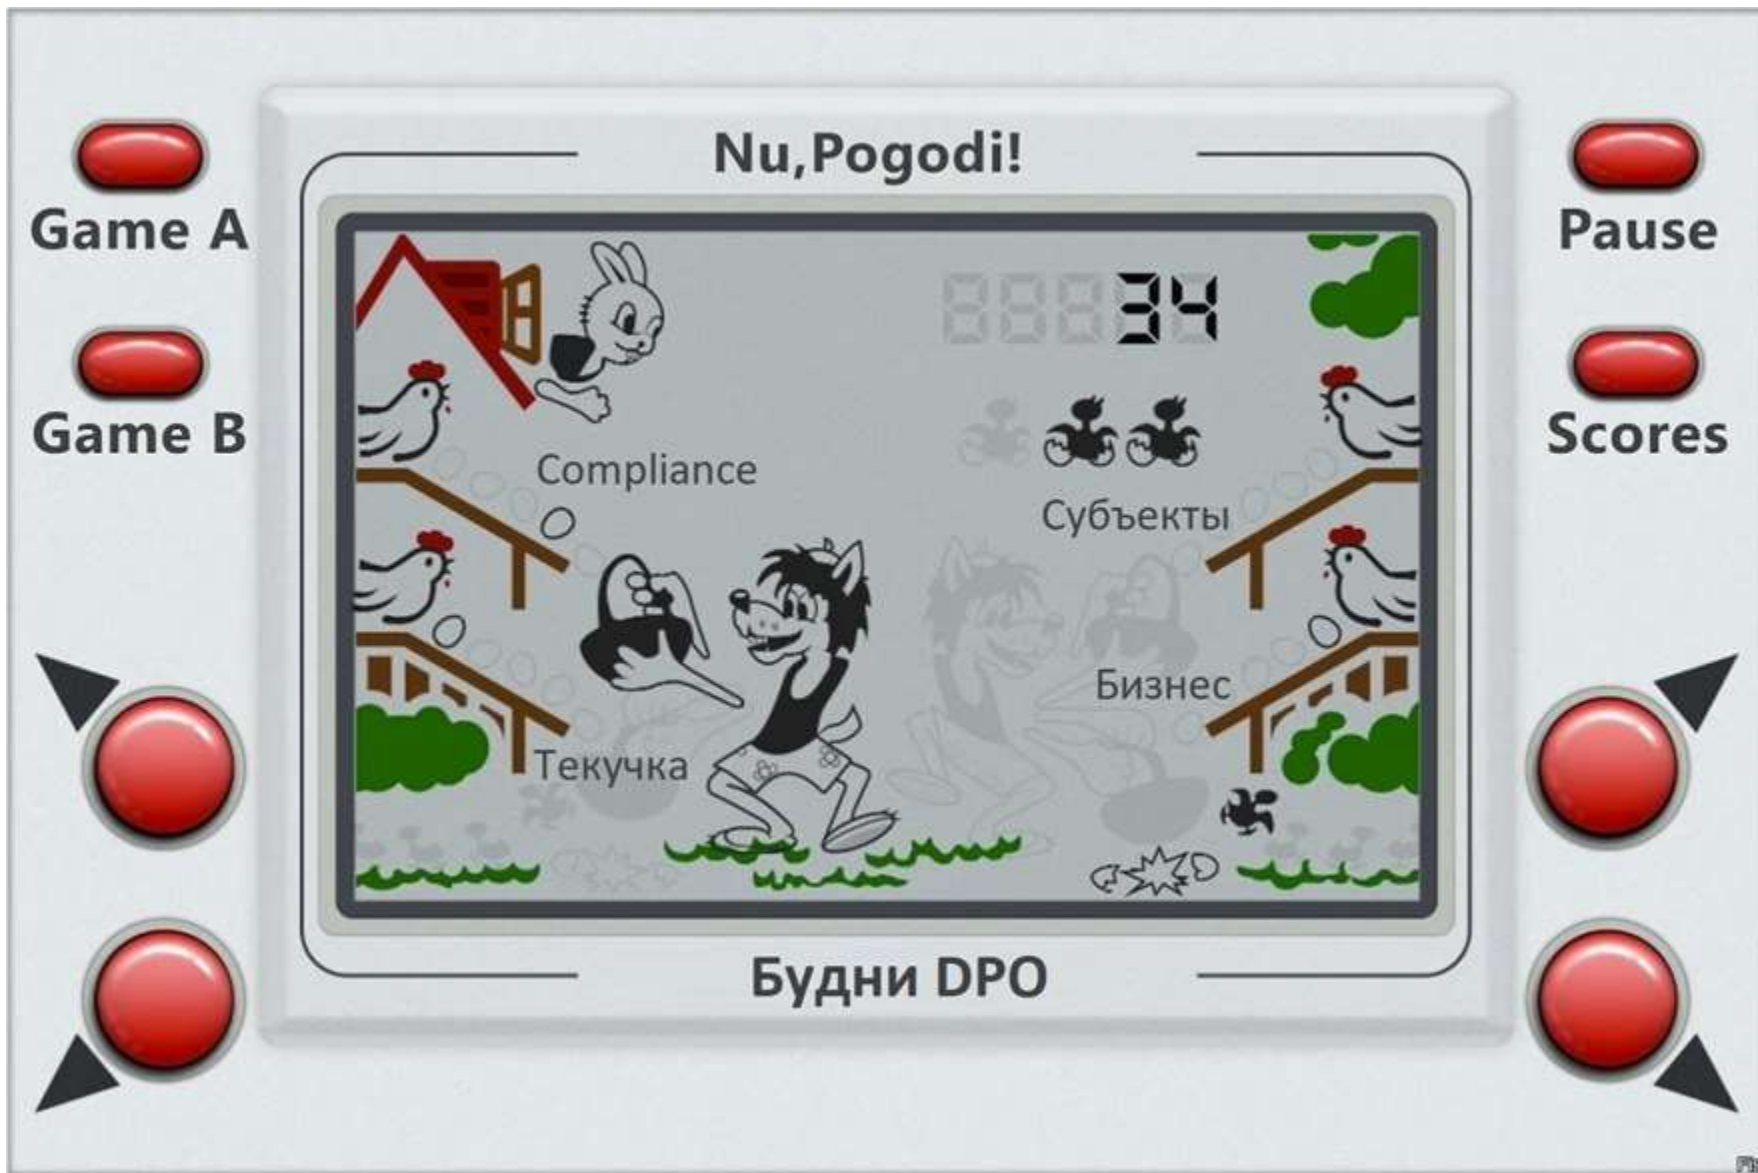 Nu,Pogodi!
Game A
Pause
34
Game B
Scores
Compliance
Субъекты
Бизнес
Текучка
Будни DPO